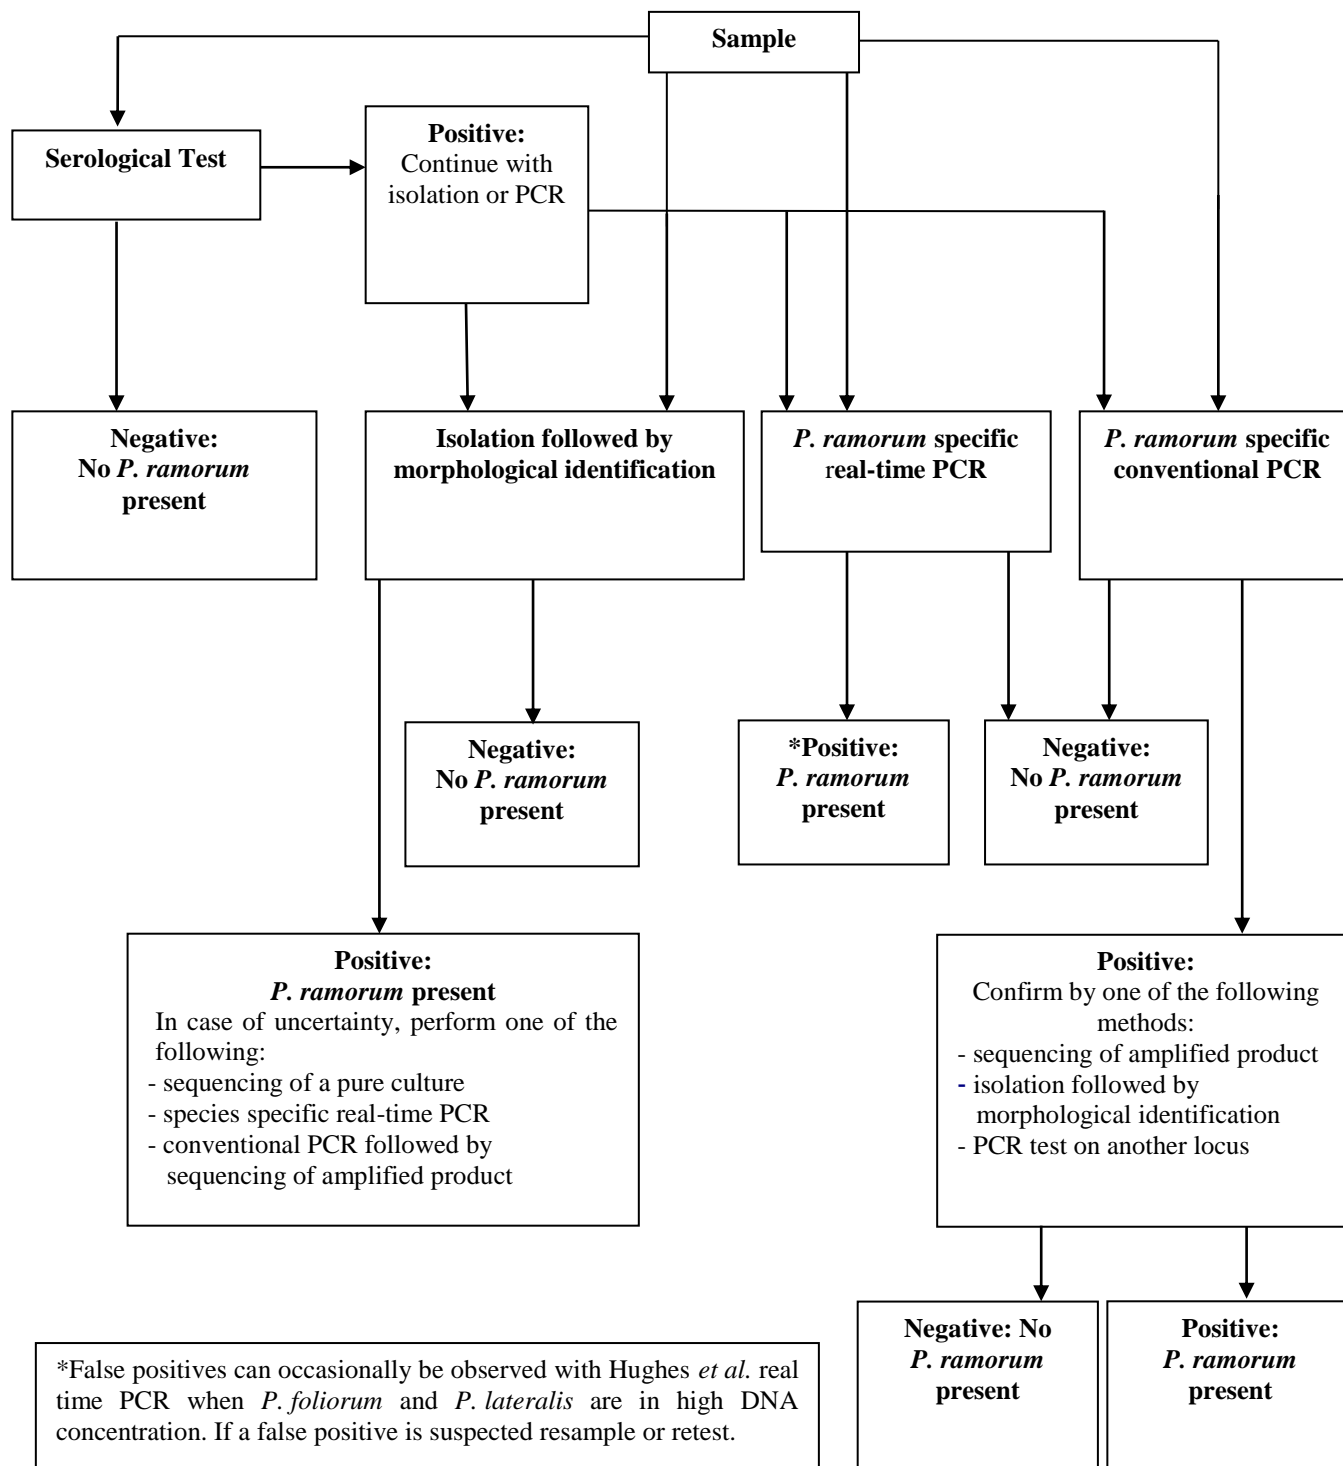 Sample
Serological Test
Positive:
Continue with
isolation or PCR
Negative:
No P. ramorum
present
Isolation followed by
morphological identification
P. ramorum specific
real-time PCR
P. ramorum specific
conventional PCR
Negative:
No P. ramorum
present
*Positive:
P. ramorum
present
Negative:
No P. ramorum
present
Positive:
P. ramorum present
In case of uncertainty, perform one of the
following:
- sequencing of a pure culture
- species specific real-time PCR
- conventional PCR followed by
sequencing of amplified product
Positive:
Confirm by one of the following
methods:
- sequencing of amplified product
- isolation followed by
morphological identification
- PCR test on another locus
Negative: No
P. ramorum
present
Positive:
P. ramorum
present
*False positives can occasionally be observed with Hughes et al. real
time PCR when P. foliorum and P. lateralis are in high DNA
concentration. If a false positive is suspected resample or retest.